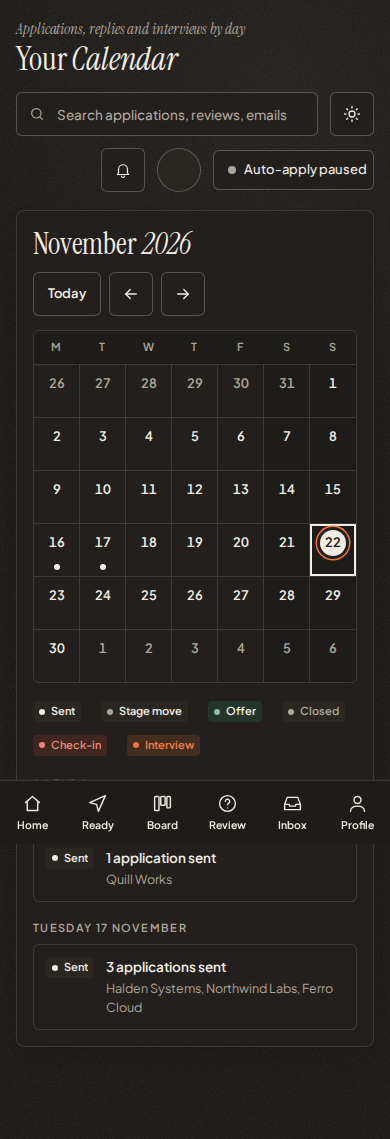 Applications, replies and interviews by day
Your Calendar
Search applications, reviews, emails
Auto-apply paused
November 2026
Today
M T W T F S S
26 27 28 29 30 31 1
2 3 4 5 6 7 8
9 10 11 12 13 14 15
16 17 18 19 20 21 22
23 24 25 26 27 28 29
30 1 2 3 4 5 6
Sent Stage move Offer Closed
Check-in Interview
Home Ready Board Review Inbox Profile
Sent 1 application sent
Quill Works
TUESDAY 17 NOVEMBER
Sent 3 applications sent
Halden Systems, Northwind Labs, Ferro
Cloud